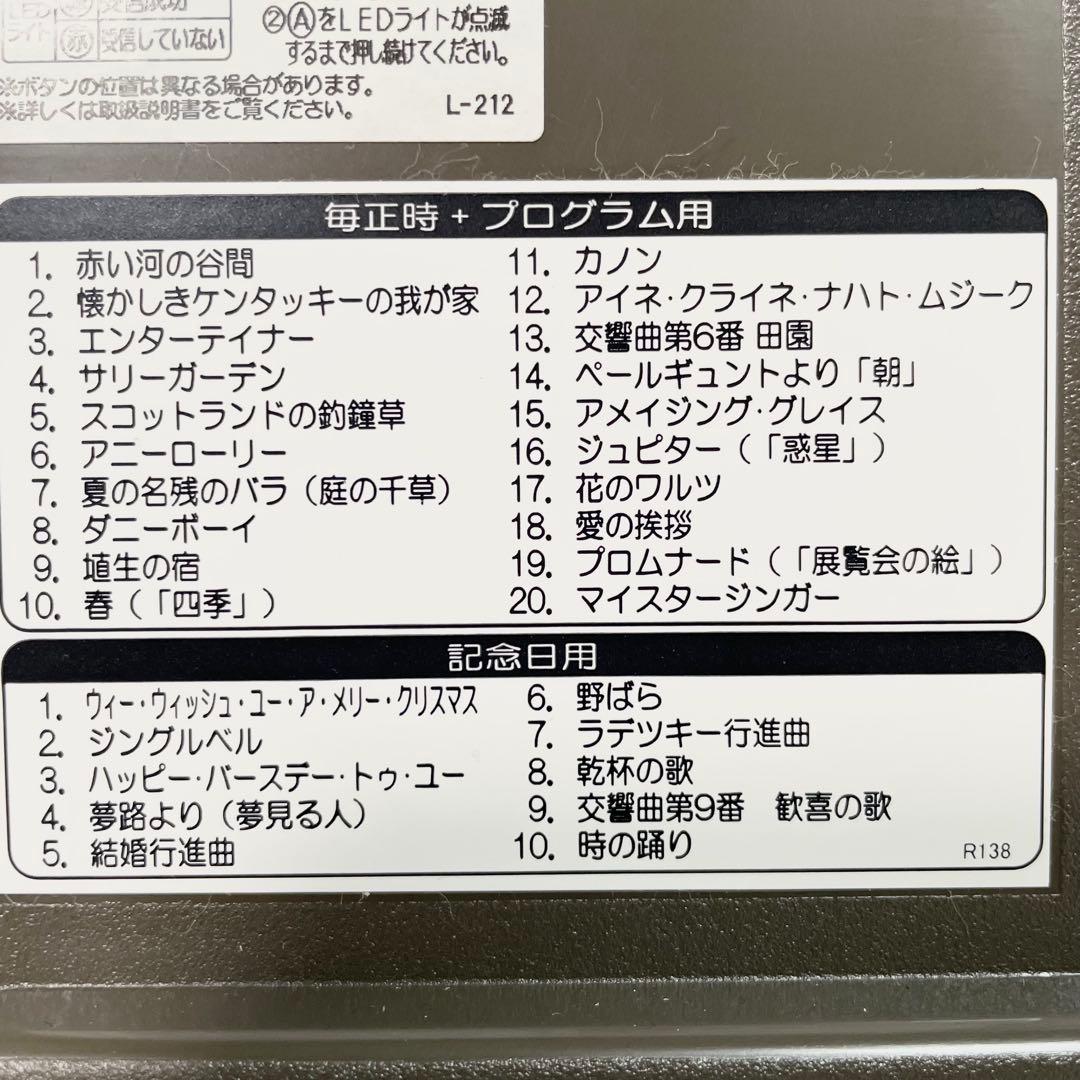 受信成功
②ⒶをLEDライトが点滅
LED
ライト
赤
受信していない
するまで押し続けてください。
※ボタンの位置は異なる場合があります。
※詳しくは取扱説明書をご覧ください。
L-212
毎正時+プログラム用
1. 赤い河の谷間
2. 懐かしきケンタッキーの我が家
3. エンターテイナー
4. サリーガーデン
5. スコットランドの釣鐘草
6. アニーローリー
7. 夏の名残のバラ(庭の千草)
8. ダニーボーイ
9. 埴生の宿
10. 春(「四季」)
11. カノン
12. アイネ・クライネ・ナハト・ムジーク
13. 交響曲第6番 田園
14. ペールギュントより「朝」
15. アメイジング・グレイス
16. ジュピター(「惑星」)
17. 花のワルツ
18. 愛の挨拶
19. プロムナード(「展覧会の絵」)
20. マイスタージンガー
記念日用
1. ウィー・ウィッシュ・ユー・ア・メリー・クリスマス
2. ジングルベル
3. ハッピー・バースデー・トゥ・ユー
4. 夢路より(夢見る人)
5. 結婚行進曲
6. 野ばら
7. ラデツキー行進曲
8. 乾杯の歌
9. 交響曲第9番 歓喜の歌
10. 時の踊り
R138